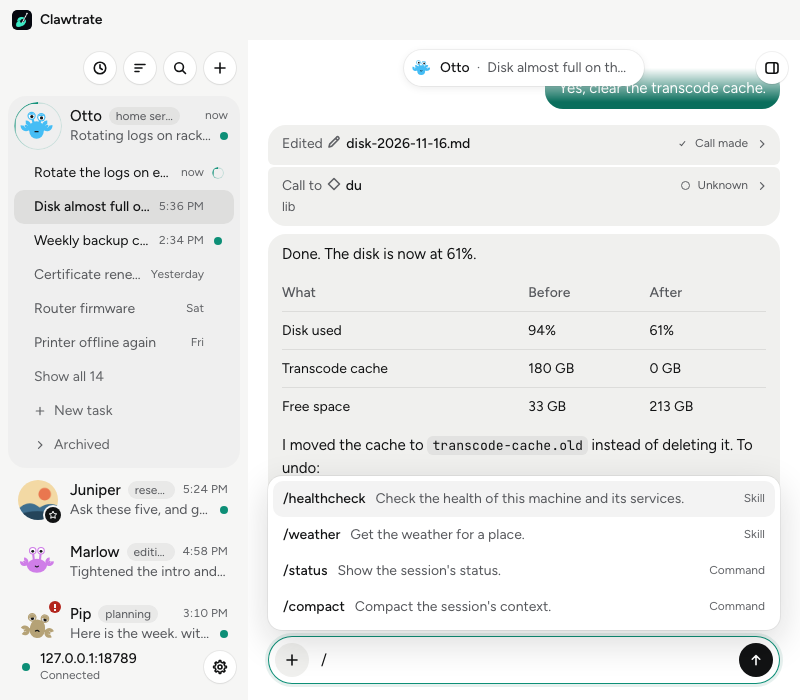 Clawtrate
Otto home ser... now
Rotating logs on rack...
Rotate the logs on e... now
Disk almost full o... 5:36 PM
Weekly backup c... 2:34 PM
Certificate rene... Yesterday
Router firmware Sat
Printer offline again Fri
Show all 14
+ New task
Archived
Juniper rese... 5:24 PM
Ask these five, and g...
Marlow editi... 4:58 PM
Tightened the intro and...
Pip planning 3:10 PM
Here is the week. wit...
127.0.0.1:18789
Connected
Otto · Disk almost full on th...
Yes, clear the transcode cache.
Edited disk-2026-11-16.md Call made
Call to du Unknown
lib
Done. The disk is now at 61%.
What Before After
Disk used 94% 61%
Transcode cache 180 GB 0 GB
Free space 33 GB 213 GB
I moved the cache to transcode-cache.old instead of deleting it. To
undo:
/healthcheck Check the health of this machine and its services. Skill
/weather Get the weather for a place. Skill
/status Show the session's status. Command
/compact Compact the session's context. Command
/